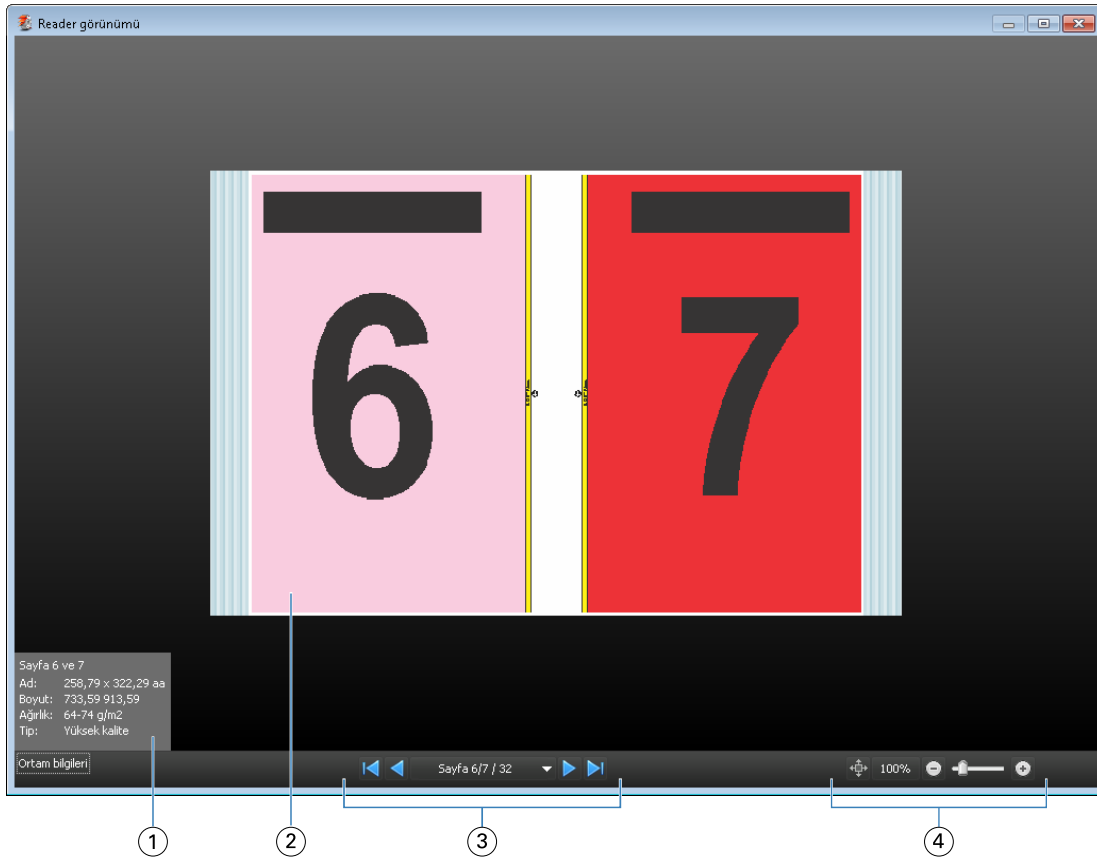 Reader görünümü
6
7
Sayfa 6 ve 7
Ad: 258,79 x 322,29 aa
Boyut: 733,59 913,59
Ağırlık: 64-74 g/m2
Tip: Yüksek kalite
Ortam bilgileri
Sayfa 6/7 / 32
100%
1
2
3
4